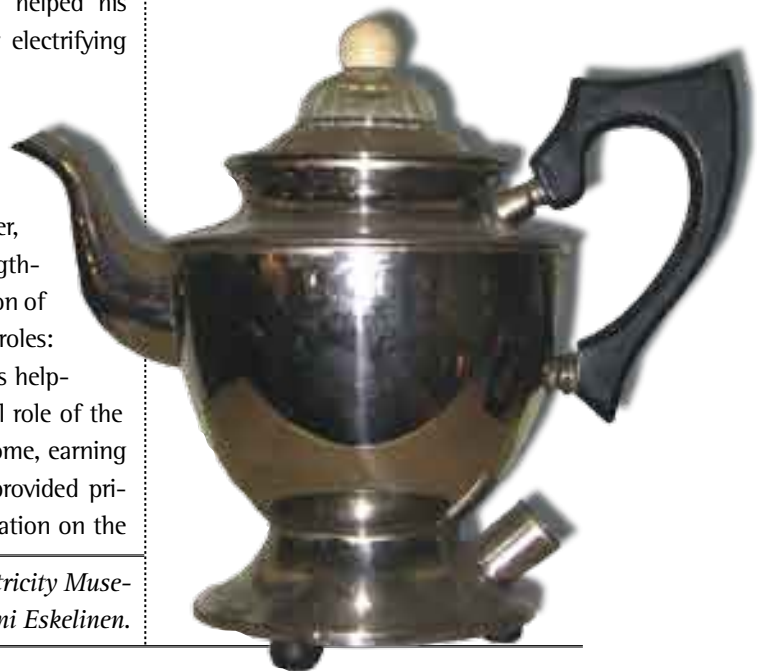 helped his
electrifying
er,
gth-
on of
roles:
s help-
l role of the
ome, earning
provided pri-
ation on the
tricity Muse-
ni Eskelinen.